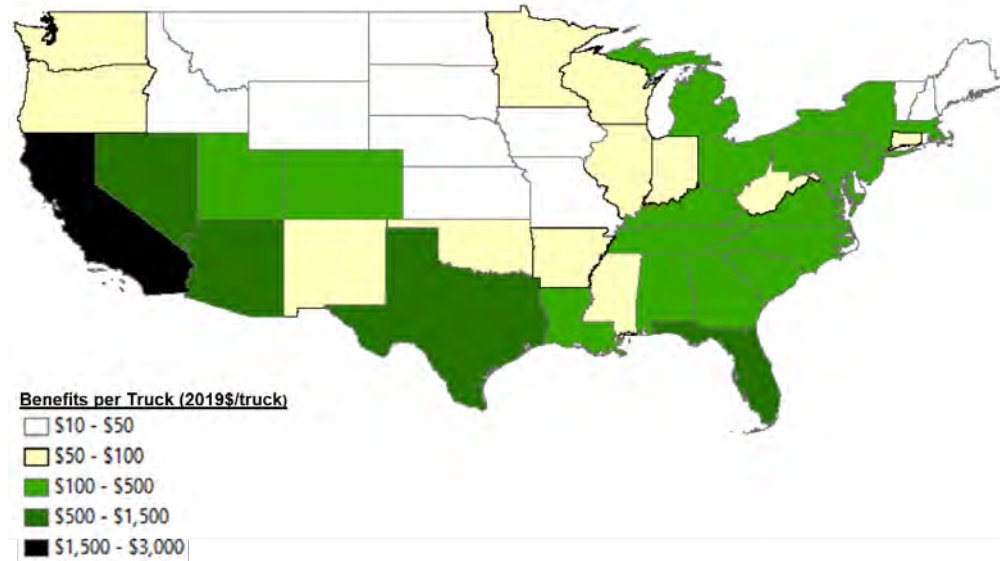 Benefits per Truck (2019$/truck)
$10 - $50
$50 - $100
$100 - $500
$500 - $1,500
$1,500 - $3,000